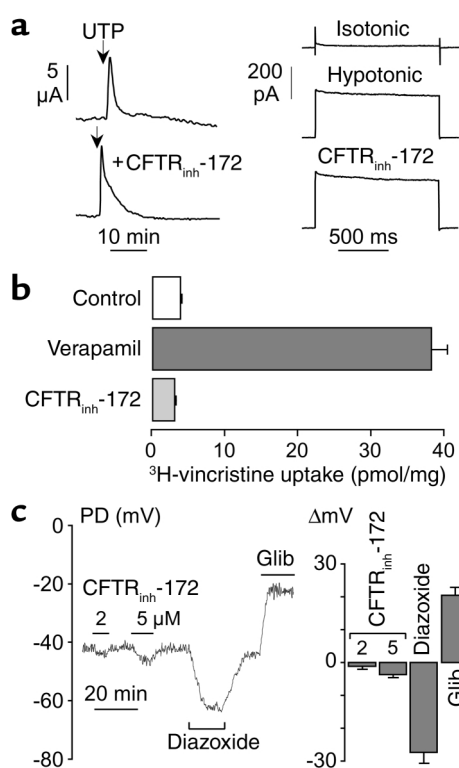 a
UTP
5
µA
+CFTRinh-172
10 min
Isotonic
200
pA
Hypotonic
CFTRinh-172
500 ms
b
Control
Verapamil
CFTRinh-172
0 10 20 30 40
³H-vincristine uptake (pmol/mg)
c
PD (mV)
0
-20
-40
-60
-80
CFTRinh-172
2 5 µM
20 min
Diazoxide
Glib
ΔmV
30
0
-30
CFTRinh-172
2 5
Diazoxide
Glib